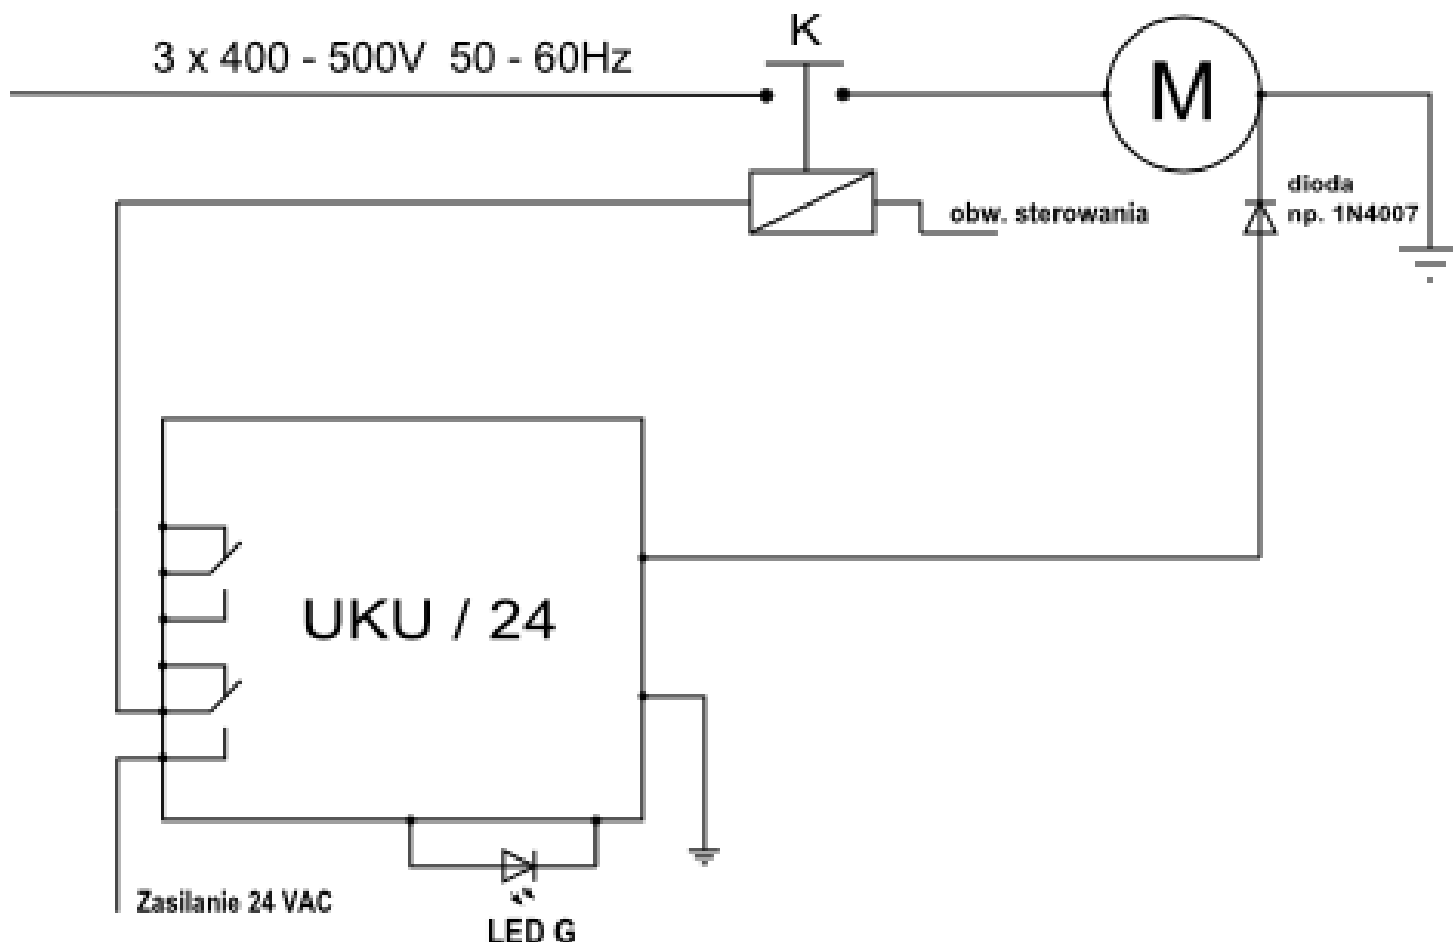 K
3 x 400 - 500V 50 - 60Hz
M
dioda
np. 1N4007
obw. sterowania
UKU / 24
Zasilanie 24 VAC
LED G